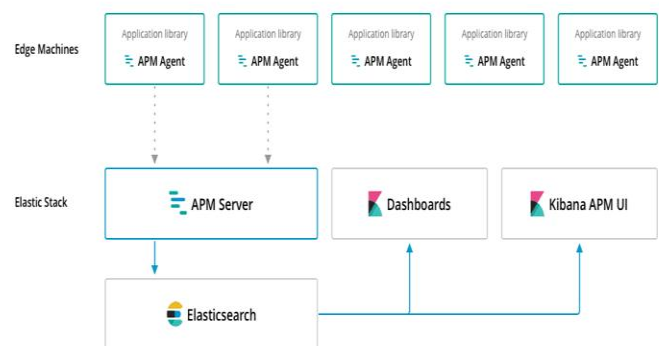 Application library
APM Agent
Application library
APM Agent
Application library
APM Agent
Application library
APM Agent
Application library
APM Agent
Edge Machines
Elastic Stack
APM Server
Dashboards
Kibana APM UI
Elasticsearch